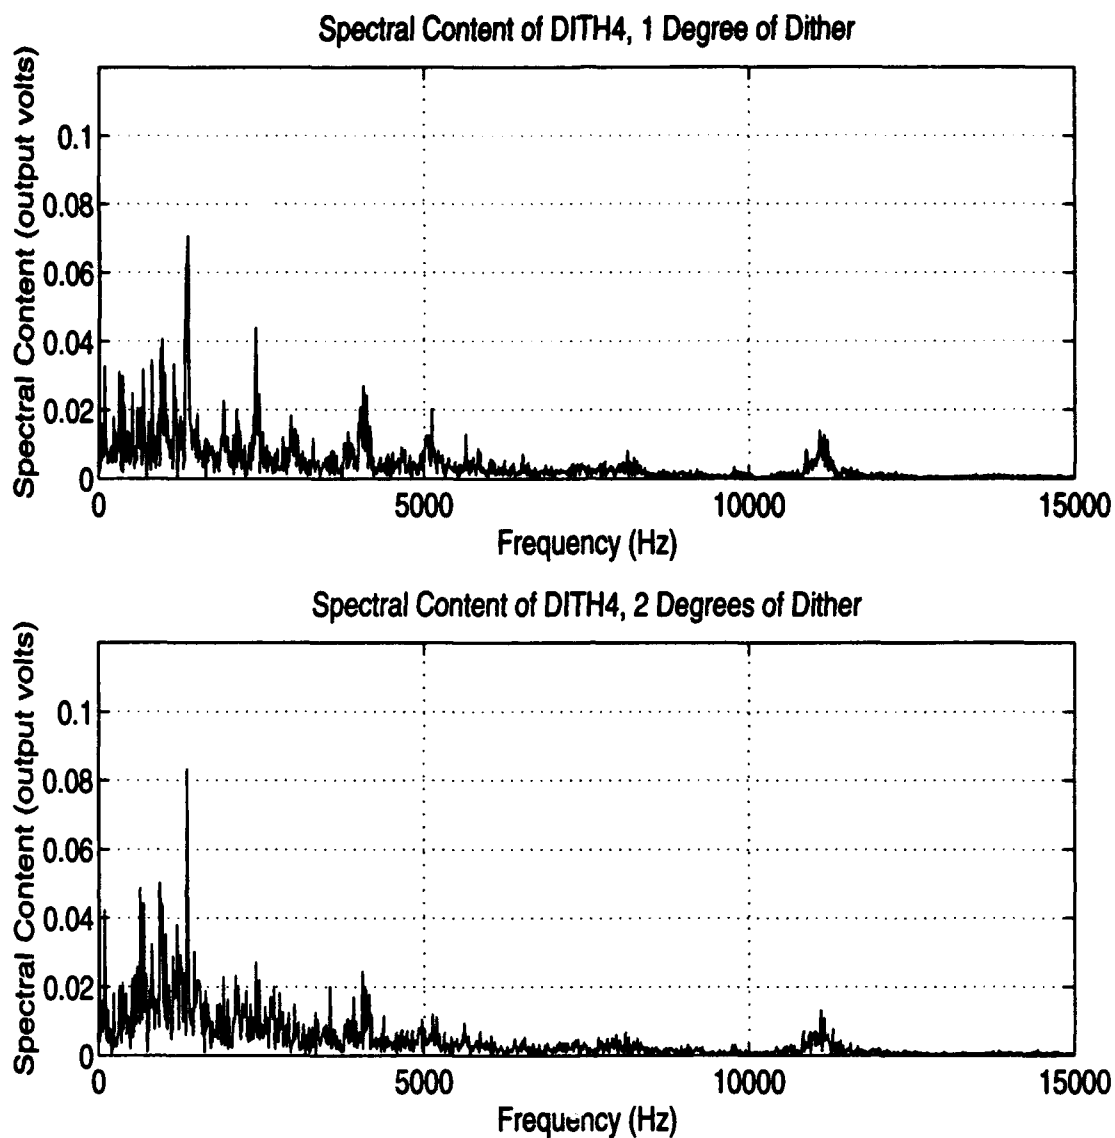 Spectral Content of DITH4, 1 Degree of Dither
Spectral Content (output volts)
0.1
0.08
0.06
0.04
0.02
0
0 5000 10000 15000
Frequency (Hz)
Spectral Content of DITH4, 2 Degrees of Dither
Spectral Content (output volts)
0.1
0.08
0.06
0.04
0.02
0
0 5000 10000 15000
Frequency (Hz)